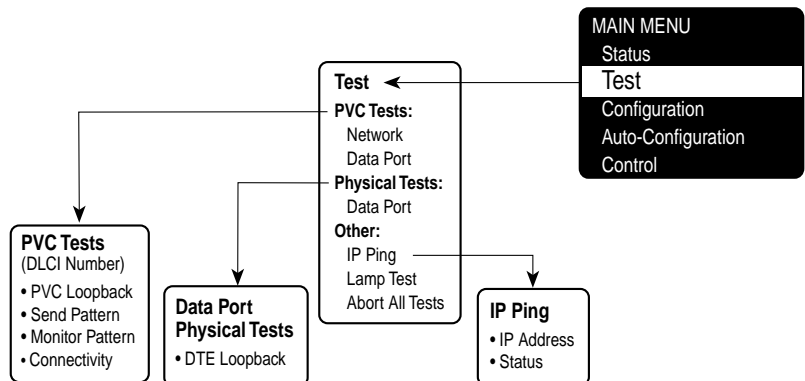 MAIN MENU
Status
Test
Configuration
Auto-Configuration
Control
Test
PVC Tests:
Network
Data Port
Physical Tests:
Data Port
Other:
IP Ping
Lamp Test
Abort All Tests
PVC Tests
(DLCI Number)
• PVC Loopback
• Send Pattern
• Monitor Pattern
• Connectivity
Data Port
Physical Tests
• DTE Loopback
IP Ping
• IP Address
• Status